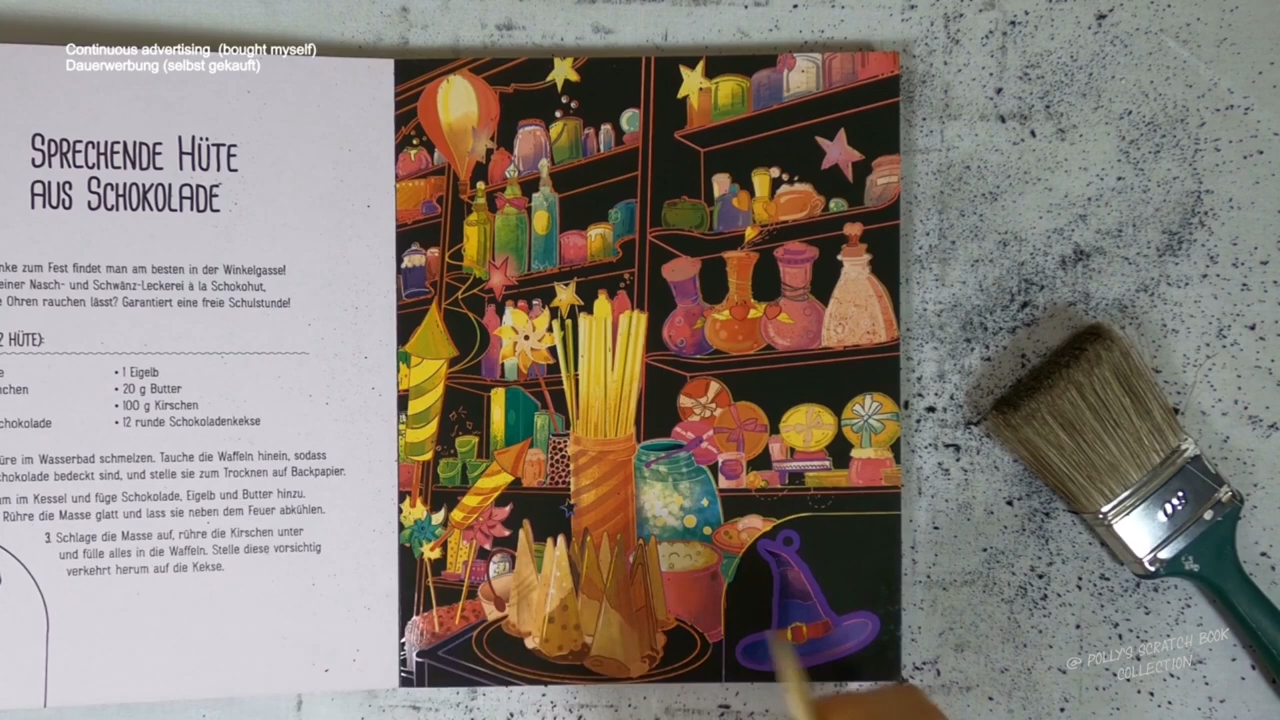 Continuous advertising (bought myself)
Dauerwerbung (selbst gekauft)
SPRECHENDE HÜTE
AUS SCHOKOLADE
nke zum Fest findet man am besten in der Winkelgasse!
einer Nasch- und Schwänz-Leckerei à la Schokohut,
e Ohren rauchen lässt? Garantiert eine freie Schulstunde!
2 HÜTE):
e
nchen
chokolade
• 1 Eigelb
• 20 g Butter
• 100 g Kirschen
• 12 runde Schokoladenkekse
üre im Wasserbad schmelzen. Tauche die Waffeln hinein, sodass
chokolade bedeckt sind, und stelle sie zum Trocknen auf Backpapier.
m im Kessel und füge Schokolade, Eigelb und Butter hinzu.
Rühre die Masse glatt und lass sie neben dem Feuer abkühlen.
3. Schlage die Masse auf, rühre die Kirschen unter
und fülle alles in die Waffeln. Stelle diese vorsichtig
verkehrt herum auf die Kekse.
60
@ POLLY'S SCRATCH BOOK
COLLECTION